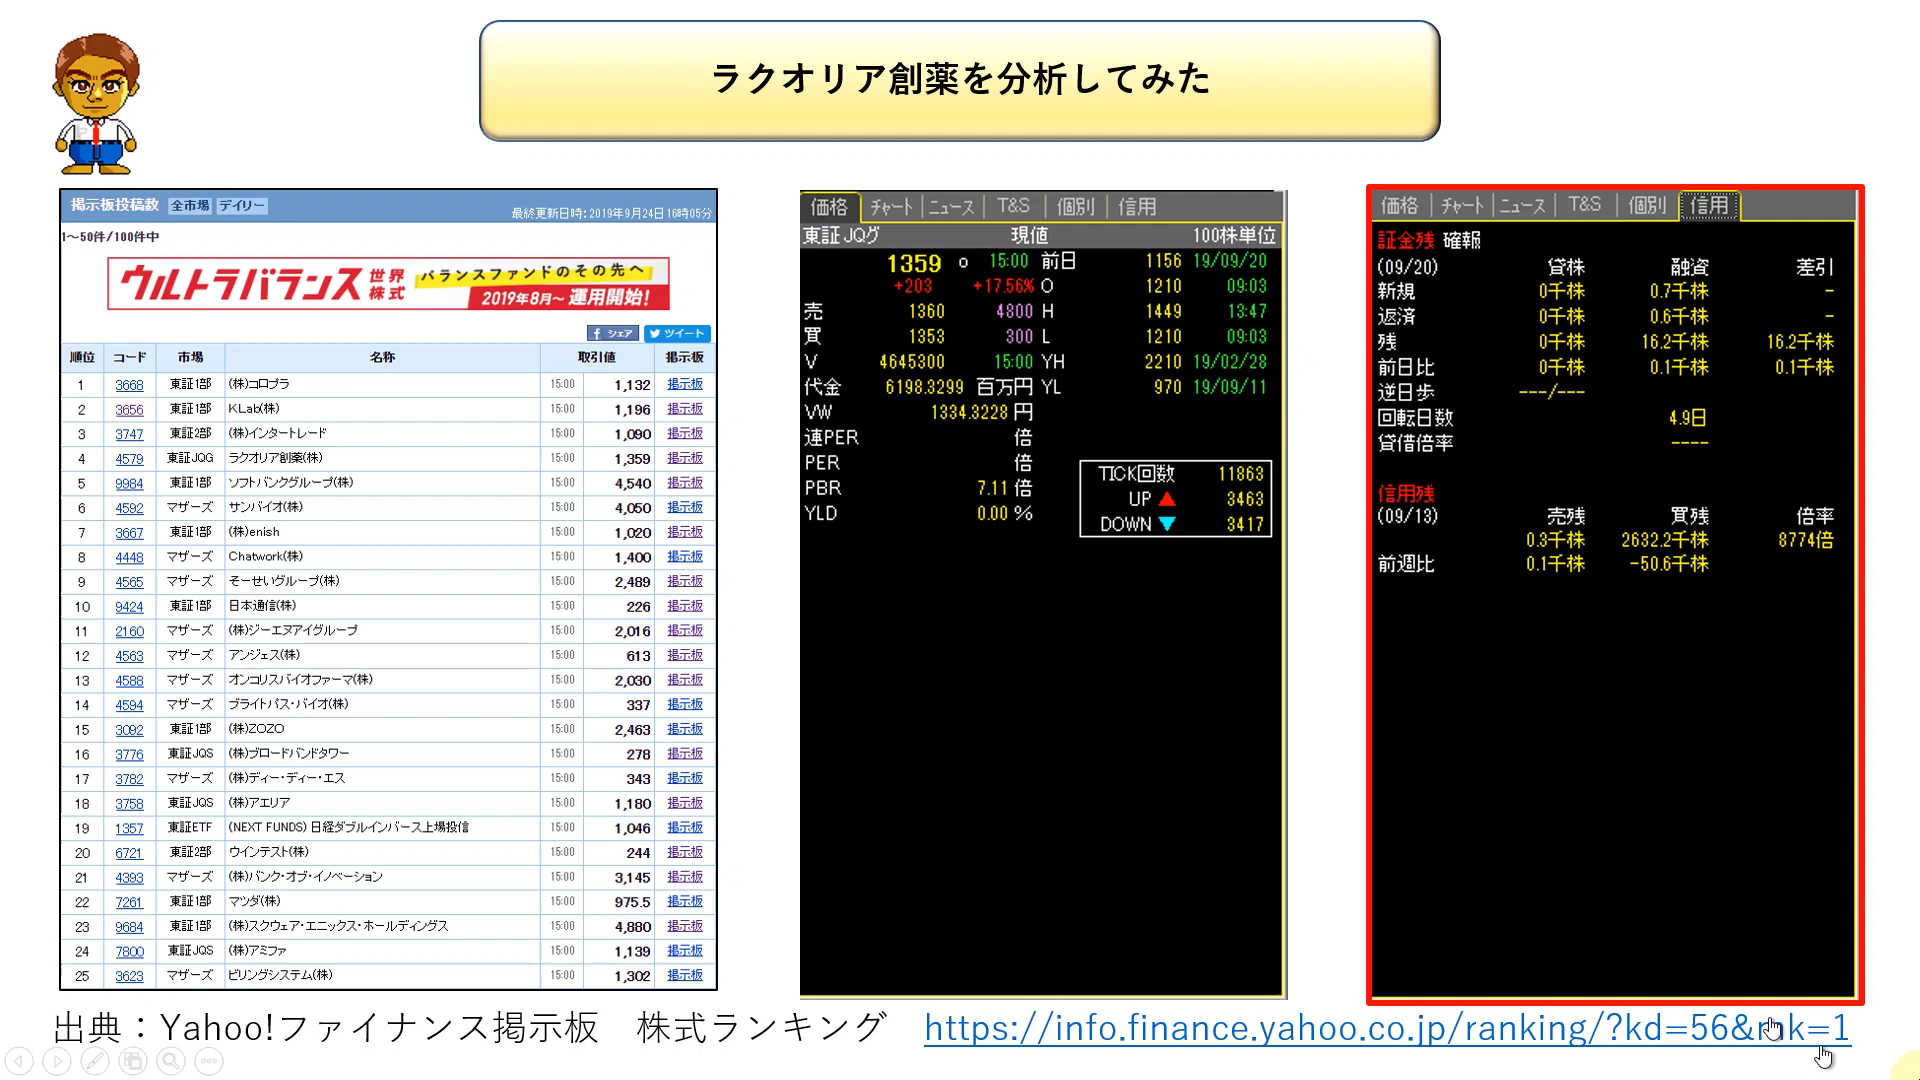 ラクオリア創薬を分析してみた
掲示板投稿数 全市場 デイリー
最終更新日時：2019年9月24日16時05分
1～50件/100件中
ウルトラバランス 世界株式 バランスファンドのその先へ 2019年8月～運用開始!
シェア ツイート
順位 コード 市場 名称 取引値 掲示板
1 3668 東証1部 (株)コロプラ 15:00 1,132 掲示板
2 3656 東証1部 KLab(株) 15:00 1,196 掲示板
3 3747 東証2部 (株)インタートレード 15:00 1,090 掲示板
4 4579 東証JQG ラクオリア創薬(株) 15:00 1,359 掲示板
5 9984 東証1部 ソフトバンクグループ(株) 15:00 4,540 掲示板
6 4592 マザーズ サンバイオ(株) 15:00 4,050 掲示板
7 3667 東証1部 (株)enish 15:00 1,020 掲示板
8 4448 マザーズ Chatwork(株) 15:00 1,400 掲示板
9 4565 マザーズ そーせいグループ(株) 15:00 2,489 掲示板
10 9424 東証1部 日本通信(株) 15:00 226 掲示板
11 2160 マザーズ (株)ジーエヌアイグループ 15:00 2,016 掲示板
12 4563 マザーズ アンジェス(株) 15:00 613 掲示板
13 4588 マザーズ オンコリスバイオファーマ(株) 15:00 2,030 掲示板
14 4594 マザーズ ブライトパス・バイオ(株) 15:00 337 掲示板
15 3092 東証1部 (株)ZOZO 15:00 2,463 掲示板
16 3776 東証JQS (株)ブロードバンドタワー 15:00 278 掲示板
17 3782 マザーズ (株)ディー・ディー・エス 15:00 343 掲示板
18 3758 東証JQS (株)アエリア 15:00 1,180 掲示板
19 1357 東証ETF (NEXT FUNDS) 日経ダブルインバース上場投信 15:00 1,046 掲示板
20 6721 東証2部 ウインテスト(株) 15:00 244 掲示板
21 4393 マザーズ (株)バンク・オブ・イノベーション 15:00 3,145 掲示板
22 7261 東証1部 マツダ(株) 15:00 975.5 掲示板
23 9684 東証1部 (株)スクウェア・エニックス・ホールディングス 15:00 4,880 掲示板
24 7800 東証JQS (株)アミファ 15:00 1,139 掲示板
25 3623 マザーズ ビリングシステム(株) 15:00 1,302 掲示板
価格 チャート ニュース T&S 個別 信用
東証JQグ 現値 100株単位
1359 o 15:00 前日 1156 19/09/20
+203 +17.56% O 1210 09:03
売 1360 4800 H 1449 13:47
買 1353 300 L 1210 09:03
V 4645300 15:00 YH 2210 19/02/28
代金 6198.3299 百万円 YL 970 19/09/11
VW 1334.3228 円
連PER 倍
PER 倍
PBR 7.11 倍
YLD 0.00 %
TICK回数 11863
UP ▲ 3463
DOWN ▼ 3417
価格 チャート ニュース T&S 個別 信用
証金残 確報
(09/20) 貸株 融資 差引
新規 0千株 0.7千株 -
返済 0千株 0.6千株 -
残 0千株 16.2千株 16.2千株
前日比 0千株 0.1千株 0.1千株
逆日歩 ---/---
回転日数 4.9日
貸借倍率 ----
信用残
(09/13) 売残 買残 倍率
0.3千株 2632.2千株 8774倍
前週比 0.1千株 -50.6千株
出典：Yahoo!ファイナンス掲示板　株式ランキング　https://info.finance.yahoo.co.jp/ranking/?kd=56&mk=1